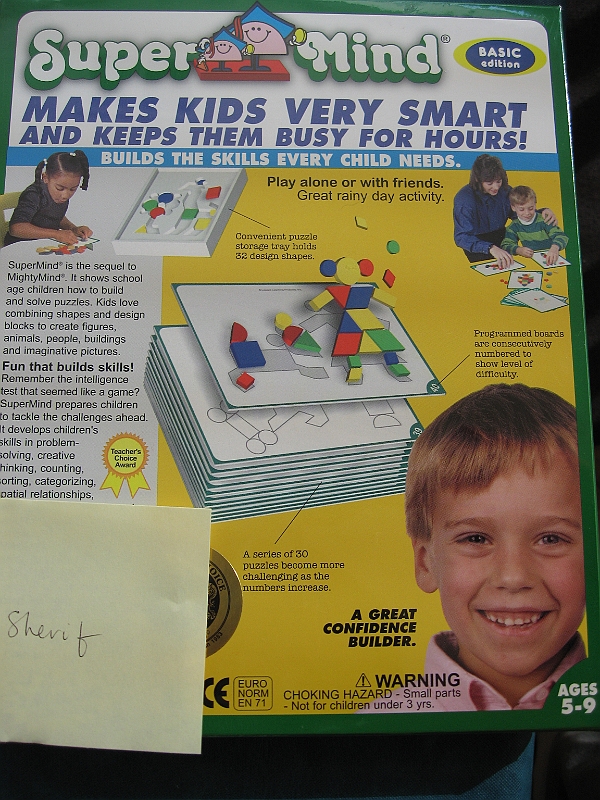 SuperMind®
BASIC
edition
MAKES KIDS VERY SMART
AND KEEPS THEM BUSY FOR HOURS!
BUILDS THE SKILLS EVERY CHILD NEEDS.
Play alone or with friends.
Great rainy day activity.
Convenient puzzle
storage tray holds
32 design shapes.
SuperMind® is the sequel to
MightyMind®. It shows school
age children how to build
and solve puzzles. Kids love
combining shapes and design
blocks to create figures,
animals, people, buildings
and imaginative pictures.
Fun that builds skills!
Remember the intelligence
test that seemed like a game?
SuperMind prepares children
to tackle the challenges ahead.
It develops children's
skills in problem-
solving, creative
hinking, counting,
orting, categorizing,
patial relationships,
Teacher's
Choice
Award
Programmed boards
are consecutively
numbered to
show level of
difficulty.
40
39
A series of 30
puzzles become more
challenging as the
numbers increase.
OICE
A GREAT
CONFIDENCE
BUILDER.
Sherif
CE
EURO
NORM
EN 71
WARNING
CHOKING HAZARD - Small parts
- Not for children under 3 yrs.
AGES
5-9